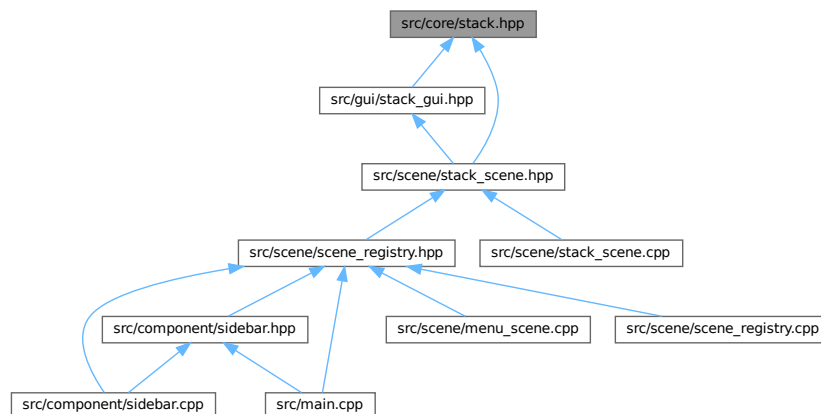 src/core/stack.hpp
src/gui/stack_gui.hpp
src/scene/stack_scene.hpp
src/scene/scene_registry.hpp
src/scene/stack_scene.cpp
src/component/sidebar.hpp
src/scene/menu_scene.cpp
src/scene/scene_registry.cpp
src/component/sidebar.cpp
src/main.cpp